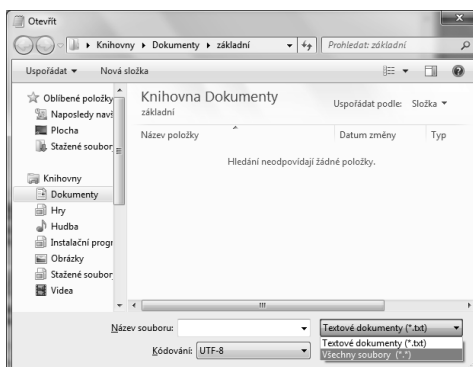 Otevřít
Knihovny ▸ Dokumenty ▸ základní
Prohledat: základní
Uspořádat
Nová složka
Oblíbené položky
Naposledy navš
Plocha
Stažené soubor
Knihovny
Dokumenty
Hry
Hudba
Instalační progr
Obrázky
Stažené soubor
Videa
Knihovna Dokumenty
základní
Uspořádat podle: Složka
Název položky
Datum změny
Typ
Hledání neodpovídají žádné položky.
Název souboru:
Textové dokumenty (*.txt)
Textové dokumenty (*.txt)
Všechny soubory (*.*)
Kódování: UTF-8